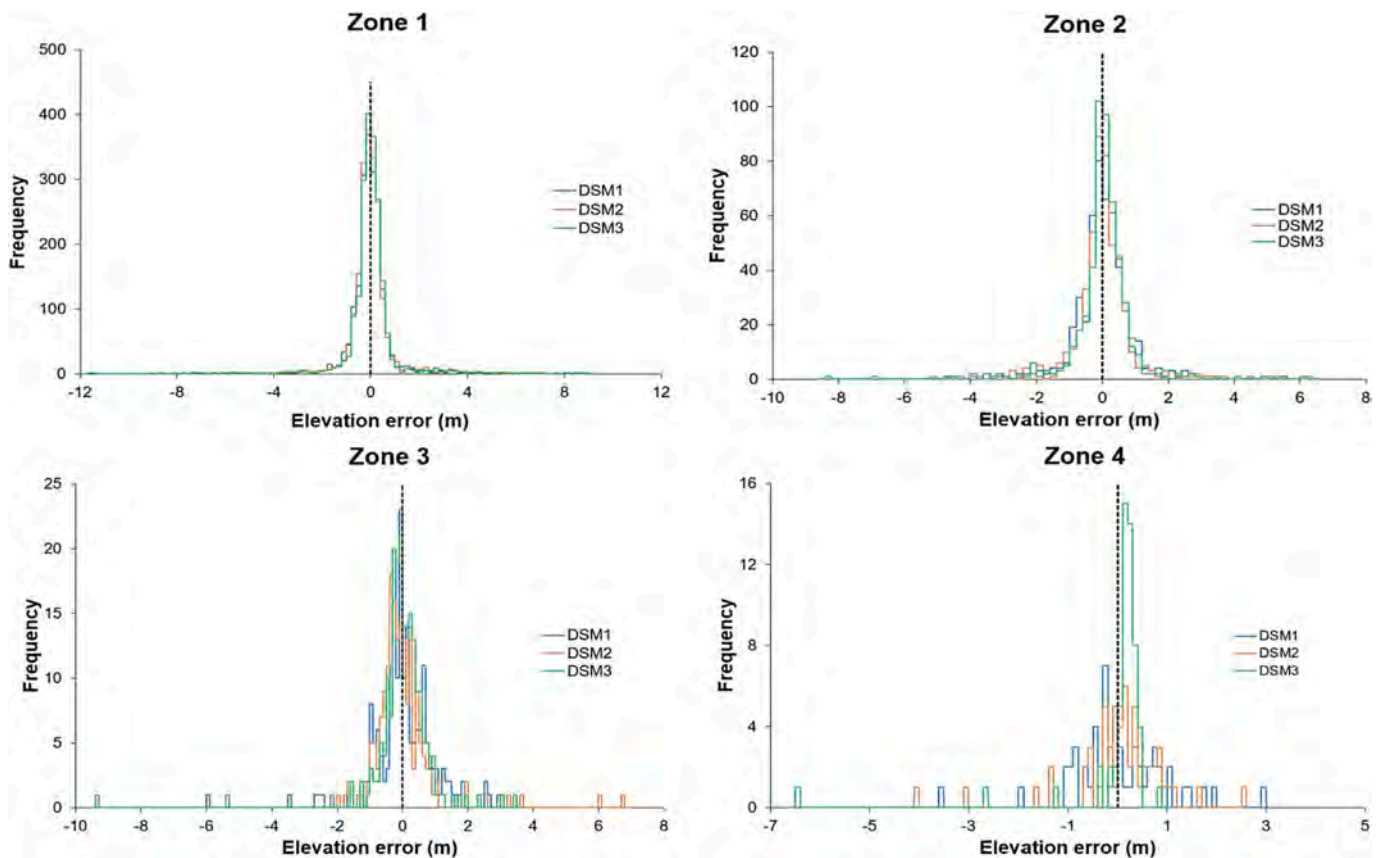 Zone 1
500
400
300
200
100
0
Frequency
DSM1
DSM2
DSM3
-12 -8 -4 0 4 8 12
Elevation error (m)
Zone 2
120
100
80
60
40
20
0
Frequency
DSM1
DSM2
DSM3
-10 -8 -6 -4 -2 0 2 4 6 8
Elevation error (m)
Zone 3
25
20
15
10
5
0
Frequency
DSM1
DSM2
DSM3
-10 -8 -6 -4 -2 0 2 4 6 8
Elevation error (m)
Zone 4
16
12
8
4
0
Frequency
DSM1
DSM2
DSM3
-7 -5 -3 -1 1 3 5
Elevation error (m)